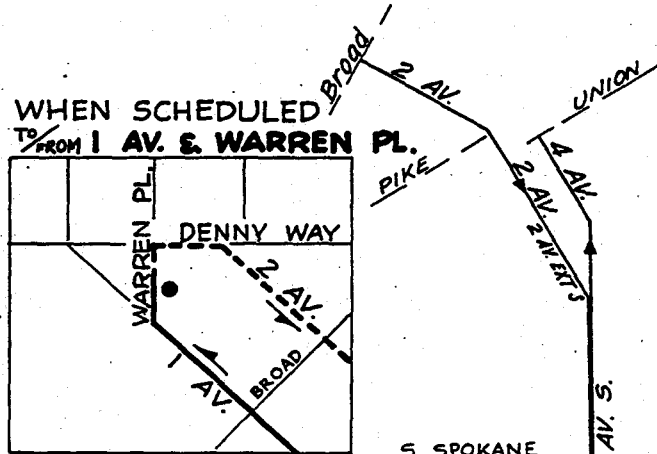 WHEN SCHEDULED
TO/FROM 1 AV. & WARREN PL.
WARREN PL.
DENNY WAY
2 AV.
1 AV.
BROAD
Broad
2 AV.
PIKE
UNION
4 AV.
2 AV.
2 AV. EXT S
AV. S.
S. SPOKANE